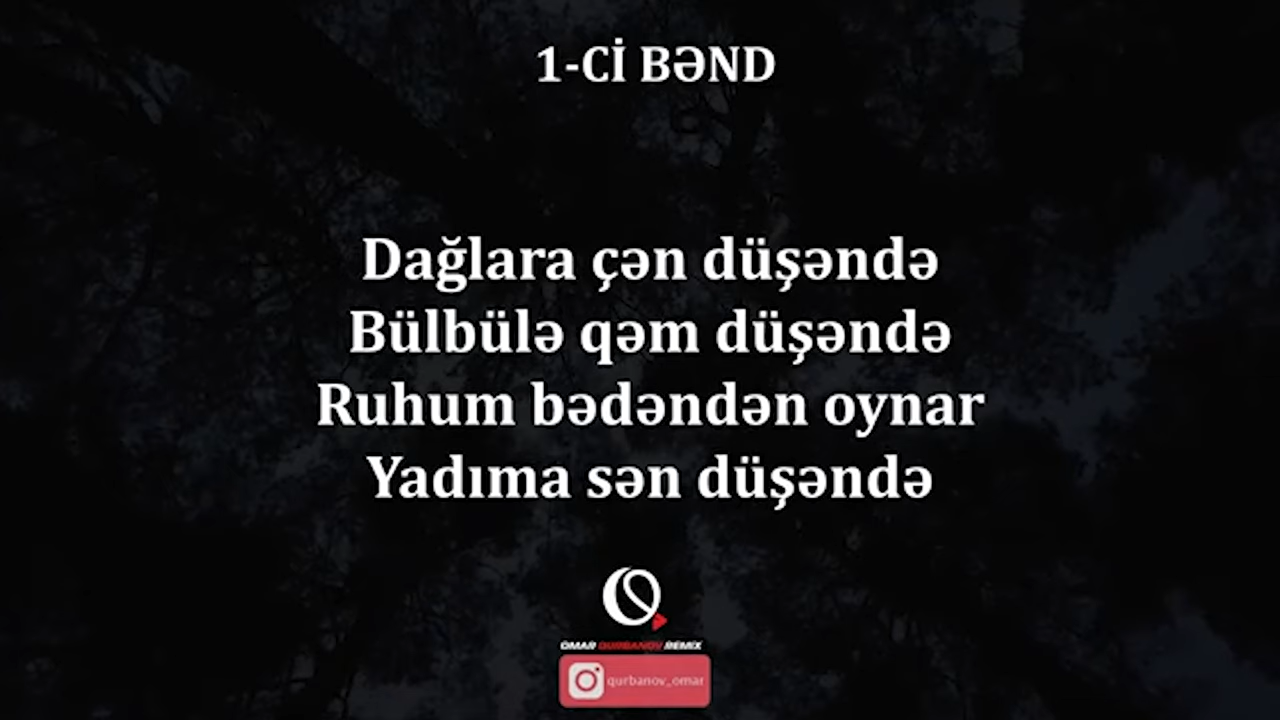 1-Cİ BƏND
Dağlara çən düşəndə
Bülbülə qəm düşəndə
Ruhum bədəndən oynar
Yadıma sən düşəndə
OMAR QURBANOV REMIX
qurbanov_omar